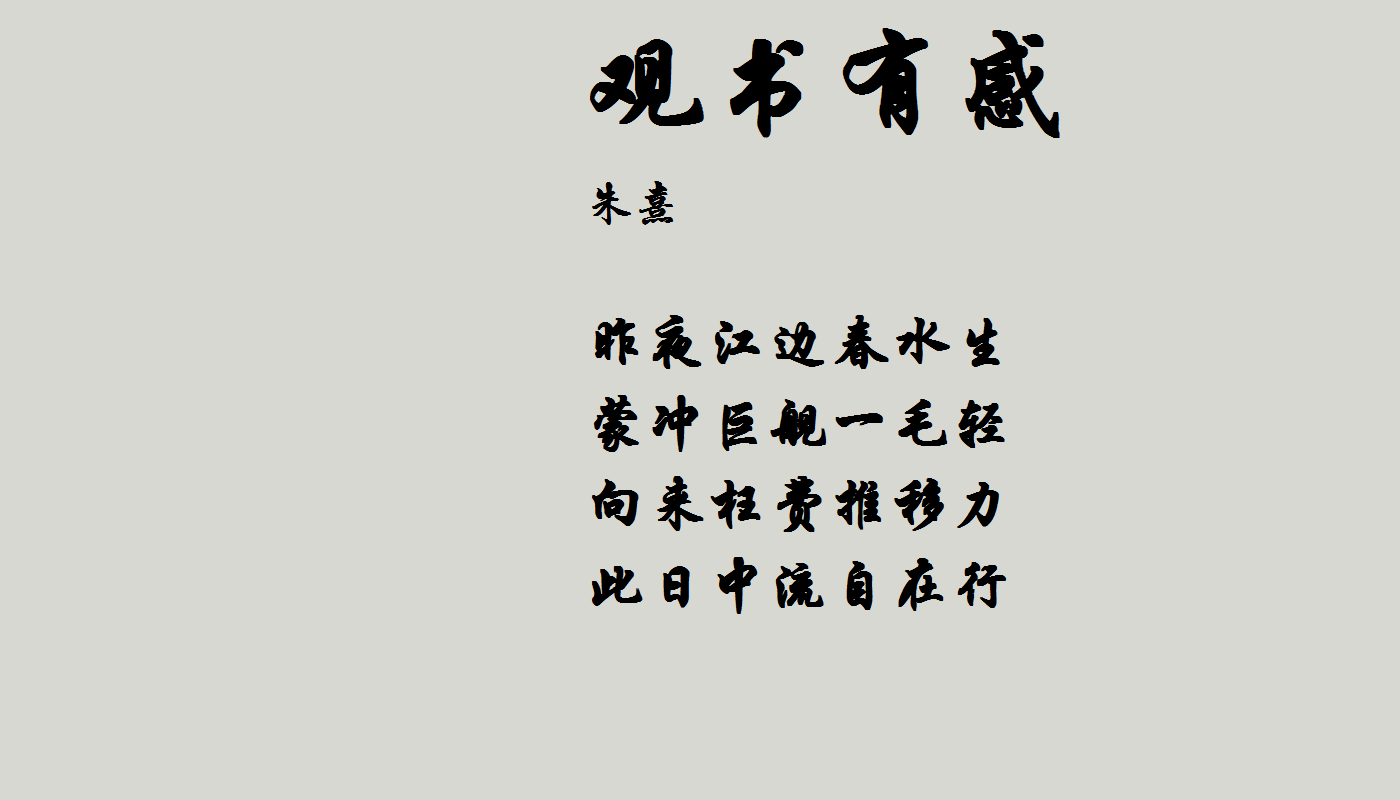 观书有感
朱熹
昨夜江边春水生
蒙冲巨舰一毛轻
向来枉费推移力
此日中流自在行